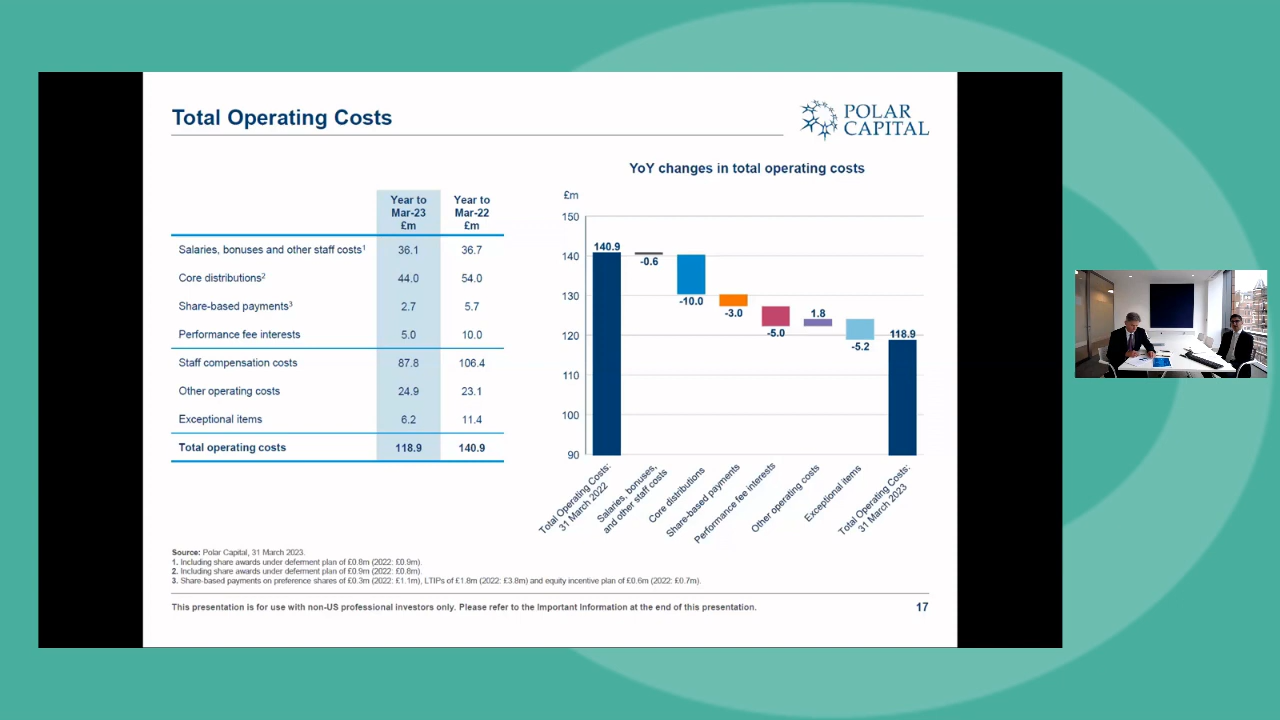 Total Operating Costs
POLAR
CAPITAL
YoY changes in total operating costs
Year to
Mar-23
£m
Year to
Mar-22
£m
Salaries, bonuses and other staff costs¹ 36.1 36.7
Core distributions² 44.0 54.0
Share-based payments³ 2.7 5.7
Performance fee interests 5.0 10.0
Staff compensation costs 87.8 106.4
Other operating costs 24.9 23.1
Exceptional items 6.2 11.4
Total operating costs 118.9 140.9
£m
150
140
130
120
110
100
90
140.9
-0.6
-10.0
-3.0
-5.0
1.8
-5.2
118.9
Total Operating Costs:
31 March 2022
Salaries, bonuses,
and other staff costs
Core distributions
Share-based payments
Performance fee interests
Other operating costs
Exceptional items
Total Operating Costs:
31 March 2023
Source: Polar Capital, 31 March 2023.
1. Including share awards under deferment plan of £0.8m (2022: £0.9m).
2. Including share awards under deferment plan of £0.9m (2022: £0.8m).
3. Share-based payments on preference shares of £0.3m (2022: £1.1m), LTIPs of £1.8m (2022: £3.8m) and equity incentive plan of £0.6m (2022: £0.7m).
This presentation is for use with non-US professional investors only. Please refer to the Important Information at the end of this presentation.
17